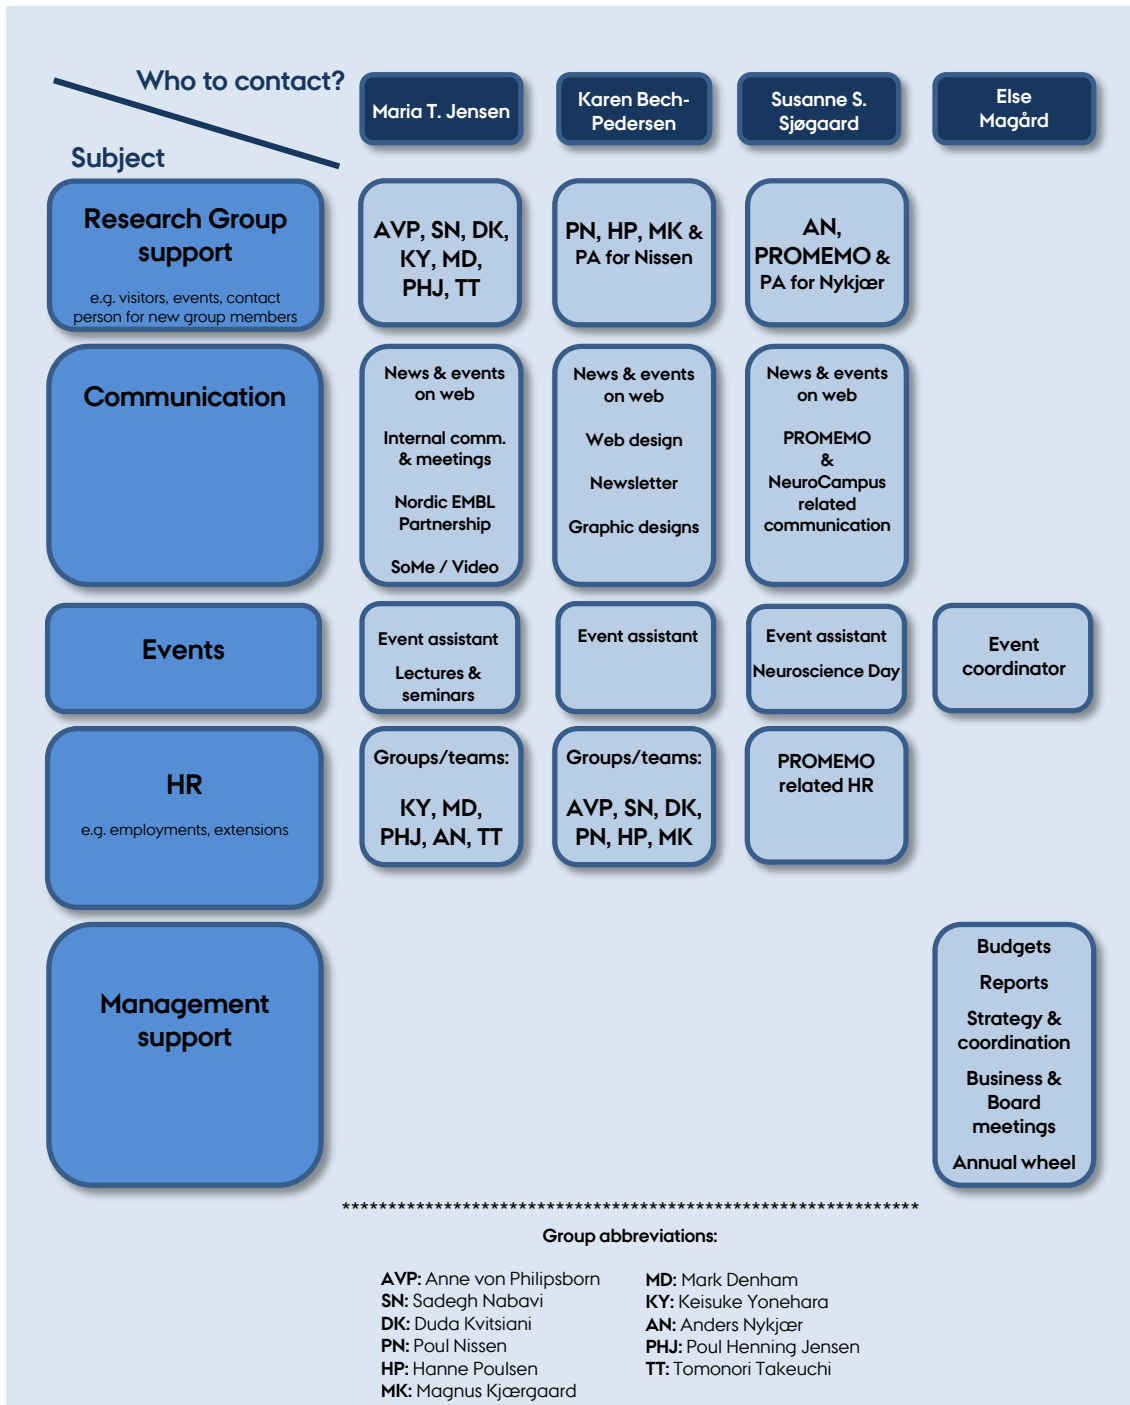 Who to contact?
Subject
Maria T. Jensen
Karen Bech-
Pedersen
Susanne S.
Sjøgaard
Else
Magård
Research Group
support
e.g. visitors, events, contact
person for new group members
AVP, SN, DK,
KY, MD,
PHJ, TT
PN, HP, MK &
PA for Nissen
AN,
PROMEMO &
PA for Nykjær
Communication
News & events
on web
Internal comm.
& meetings
Nordic EMBL
Partnership
SoMe / Video
News & events
on web
Web design
Newsletter
Graphic designs
News & events
on web
PROMEMO
&
NeuroCampus
related
communication
Events
Event assistant
Lectures &
seminars
Event assistant
Event assistant
Neuroscience Day
Event
coordinator
HR
e.g. employments, extensions
Groups/teams:
KY, MD,
PHJ, AN, TT
Groups/teams:
AVP, SN, DK,
PN, HP, MK
PROMEMO
related HR
Management
support
Budgets
Reports
Strategy &
coordination
Business &
Board
meetings
Annual wheel
******************************************************************
Group abbreviations:
AVP: Anne von Philipsborn
SN: Sadegh Nabavi
DK: Duda Kvitsiani
PN: Poul Nissen
HP: Hanne Poulsen
MK: Magnus Kjærgaard
MD: Mark Denham
KY: Keisuke Yonehara
AN: Anders Nykjær
PHJ: Poul Henning Jensen
TT: Tomonori Takeuchi